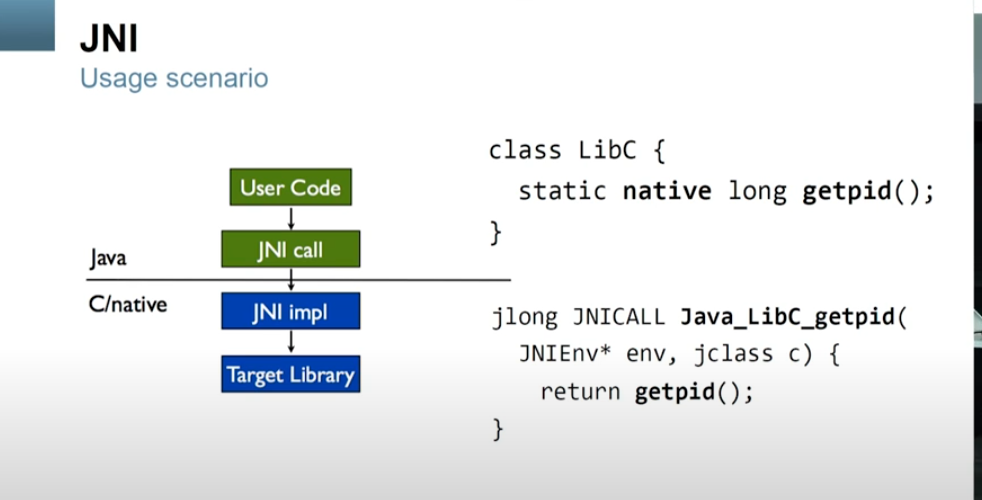 JNI
Usage scenario
User Code
JNI call
Java
C/native
JNI impl
Target Library
class LibC {
static native long getpid();
}
jlong JNICALL Java_LibC_getpid(
JNIEnv* env, jclass c) {
return getpid();
}